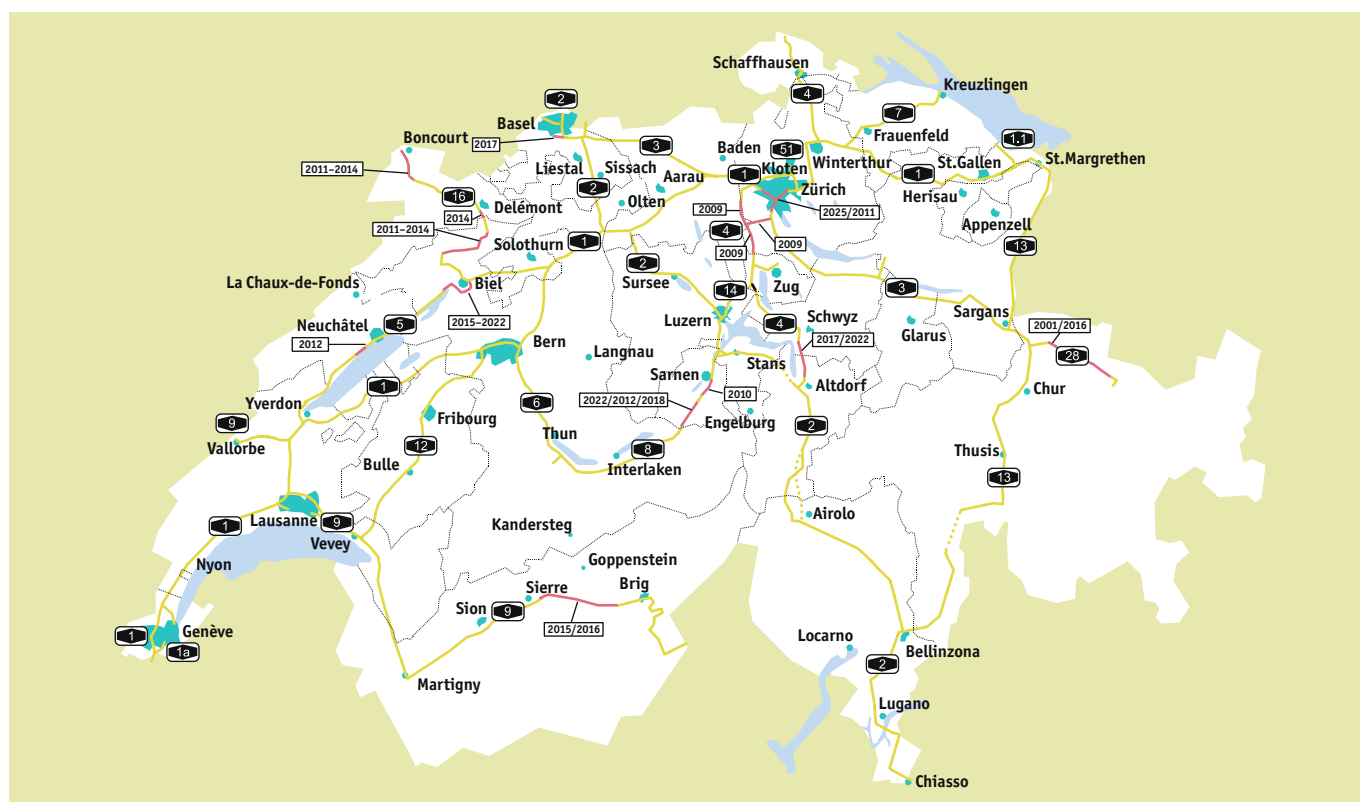 Schaffhausen
4
Kreuzlingen
2
7
Basel
Frauenfeld
2017
Boncourt
3
Baden
51
Winterthur
1.1
St.Gallen
St.Margrethen
2011–2014
Liestal
Sissach
1
Kloten
1
16
2
Aarau
Zürich
Herisau
Delémont
Olten
2009
2025/2011
Appenzell
2014
2011–2014
4
2009
13
Solothurn
1
2009
2
Sursee
La Chaux-de-Fonds
Biel
14
Zug
3
Neuchâtel
5
2015–2022
Luzern
4
Schwyz
Sargans
2001/2016
2012
Bern
2017/2022
Glarus
28
Langnau
Stans
1
Sarnen
2010
Altdorf
Chur
Yverdon
6
2022/2012/2018
9
Fribourg
Engelburg
2
Vallorbe
12
Thun
8
Bulle
Interlaken
Thusis
13
Lausanne
9
Airolo
1
Vevey
Kandersteg
Nyon
Goppenstein
Sierre
Brig
Sion
9
2015/2016
Genève
1
1a
Locarno
Bellinzona
2
Martigny
Lugano
Chiasso